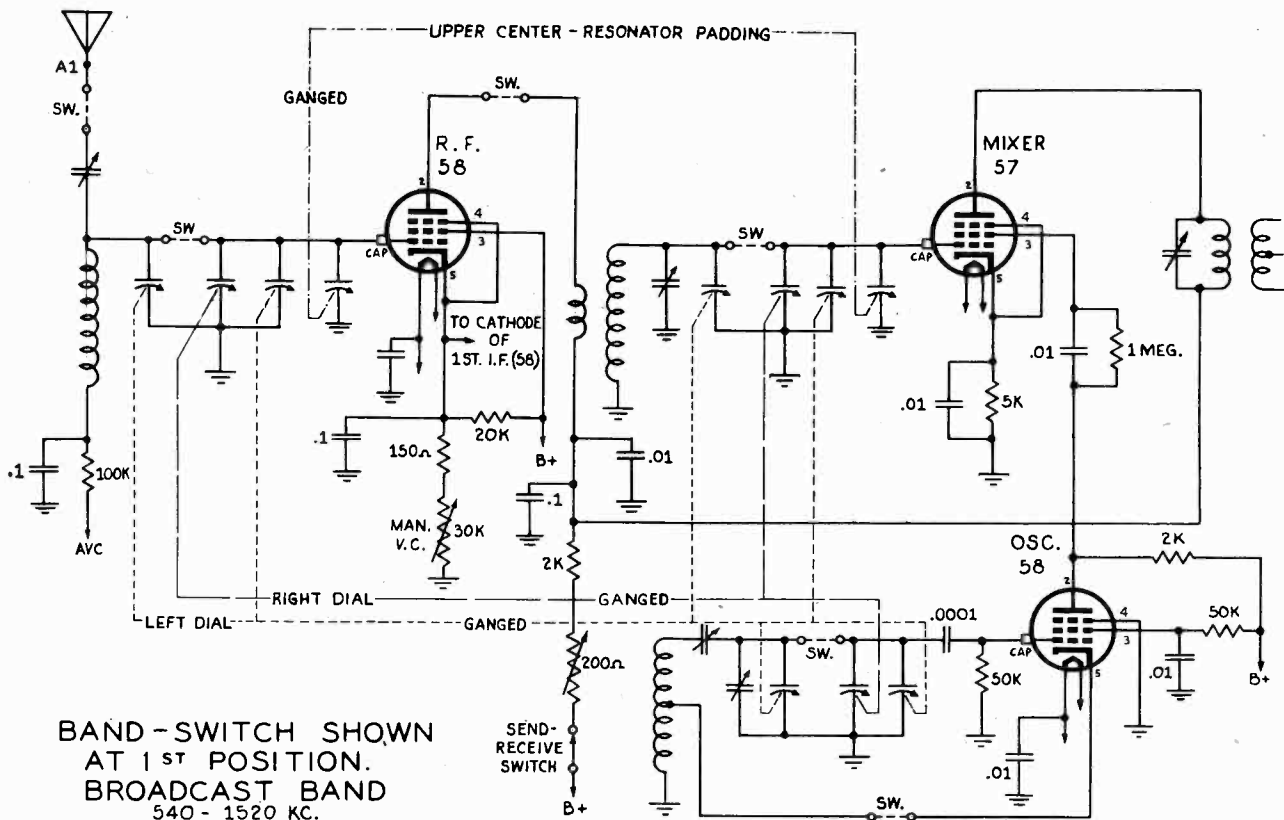 UPPER CENTER - RESONATOR PADDING
A1
SW.
GANGED
SW.
R.F.
58
MIXER
57
2
4
3
5
CAP
SW
2
4
3
5
CAP
SW
TO CATHODE
OF
1ST. I.F. (58)
.01
1 MEG.
.01
5K
.1
100K
AVC
.1
150Ω
20K
B+
.01
.1
MAN.
V.C.
30K
2K
OSC.
58
2K
RIGHT DIAL
GANGED
LEFT DIAL
GANGED
200Ω
SW.
.0001
50K
2
4
3
5
CAP
50K
.01
B+
.01
SEND-
RECEIVE
SWITCH
B+
SW.
BAND-SWITCH SHOWN
AT 1ST POSITION.
BROADCAST BAND
540 - 1520 KC.